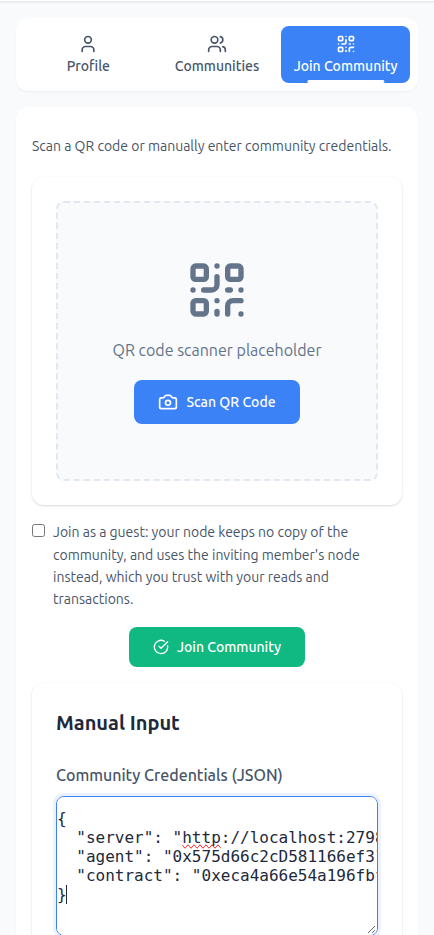 Profile
Communities
Join Community
Scan a QR code or manually enter community credentials.
QR code scanner placeholder
Scan QR Code
Join as a guest: your node keeps no copy of the
community, and uses the inviting member's node
instead, which you trust with your reads and
transactions.
Join Community
Manual Input
Community Credentials (JSON)
{
"server": "http://localhost:2798
"agent": "0x575d66c2cD581166ef3
"contract": "0xeca4a66e54a196fb
}